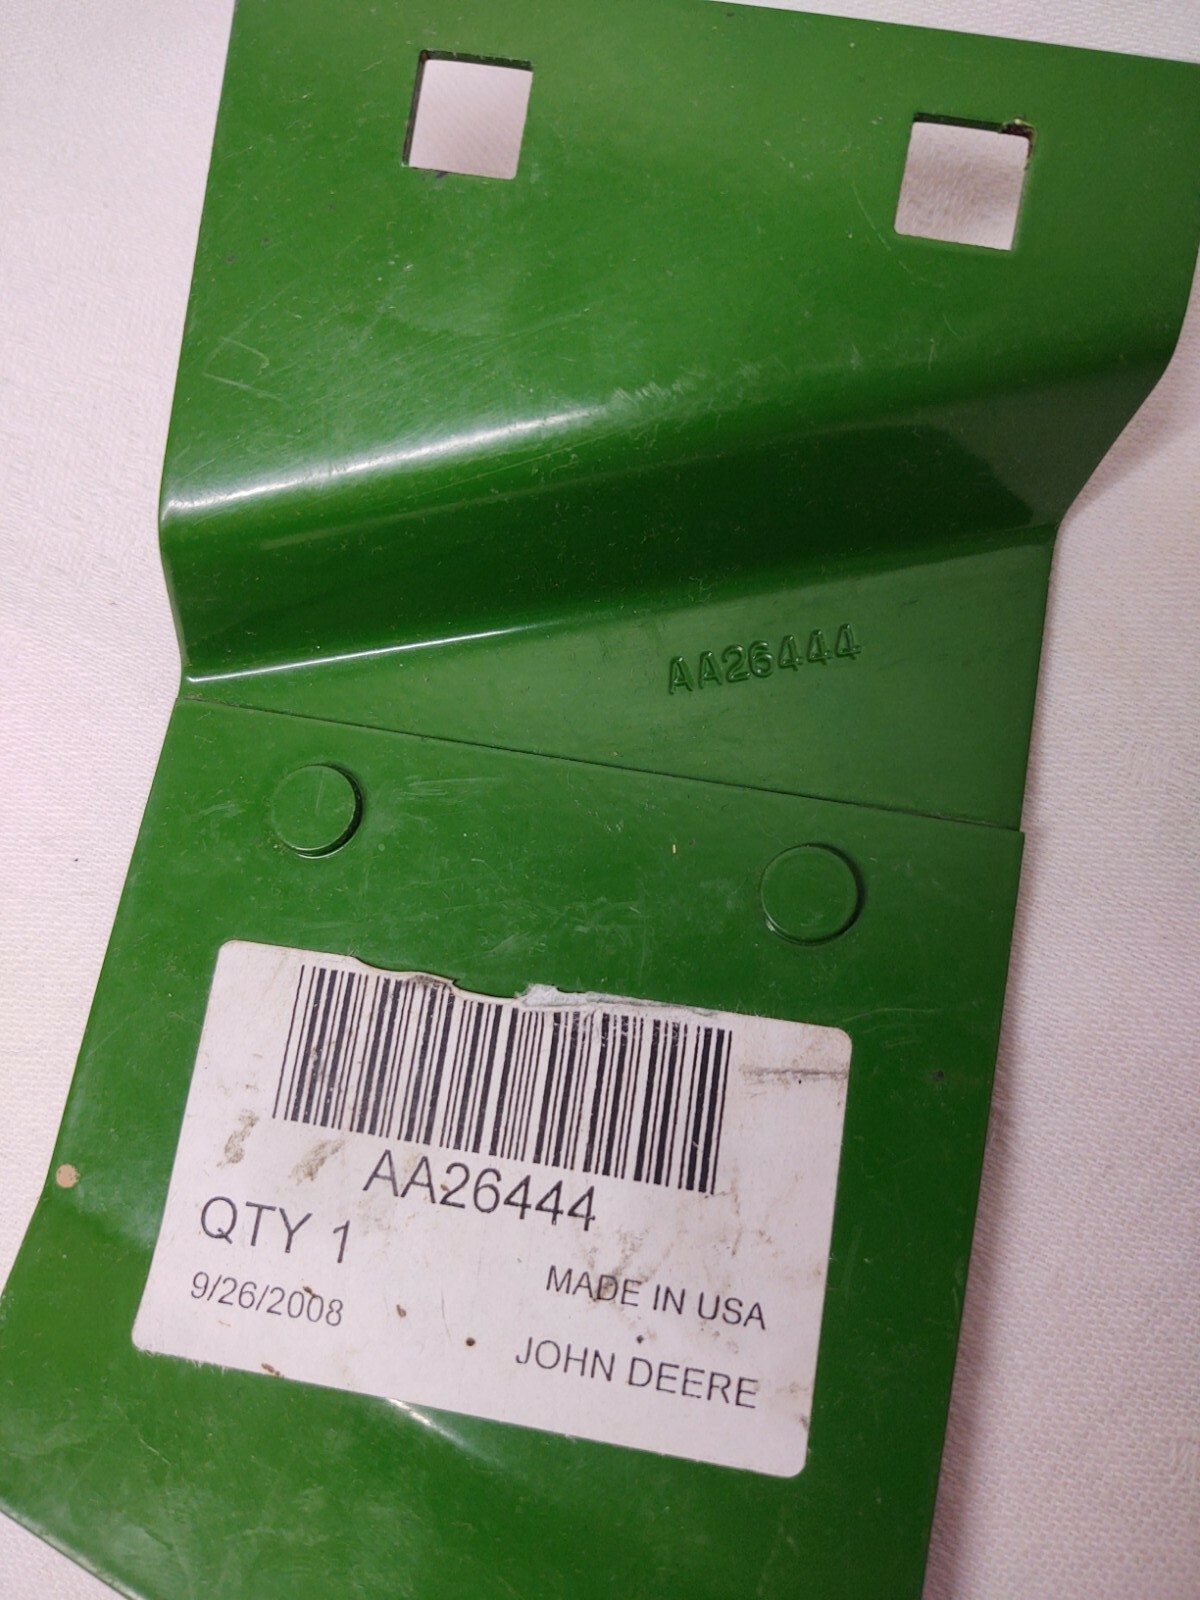 AA26444
AA26444
QTY 1
MADE IN USA
9/26/2008
JOHN DEERE